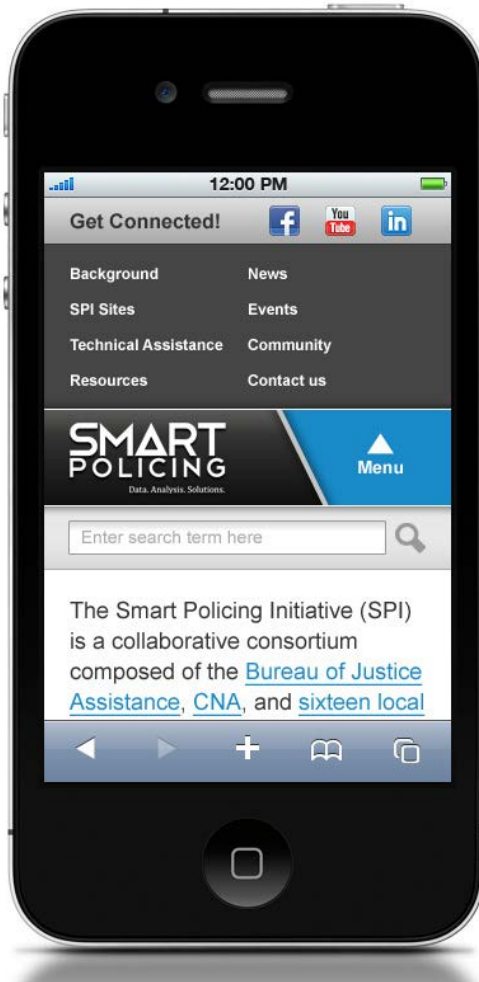 12:00 PM
Get Connected!
f
You
Tube
in
Background
News
SPI Sites
Events
Technical Assistance
Community
Resources
Contact us
SMART
POLICING
Data. Analysis. Solutions.
Menu
Enter search term here
The Smart Policing Initiative (SPI)
is a collaborative consortium
composed of the Bureau of Justice
Assistance, CNA, and sixteen local